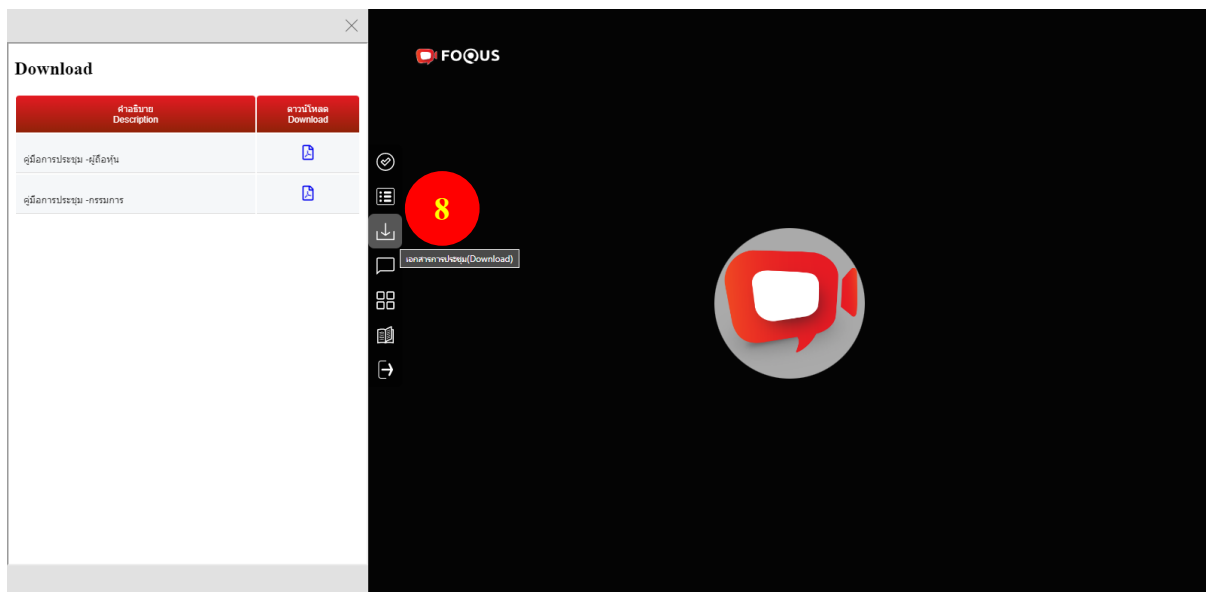 Download
คำอธิบาย
Description
ดาวน์โหลด
Download
คู่มือการประชุม -ผู้ถือหุ้น
คู่มือการประชุม -กรรมการ
FOQUS
8
เอกสารการประชุม(Download)